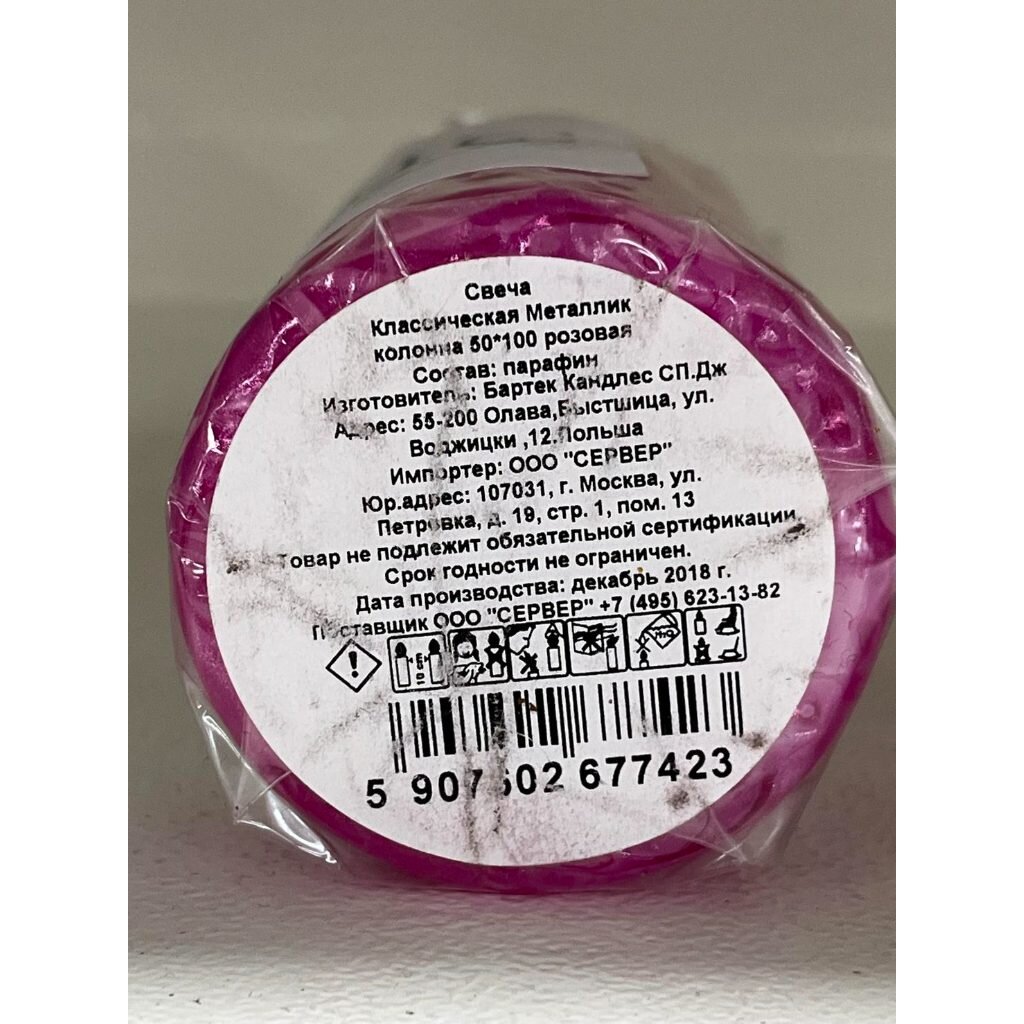 Свеча
Классическая Металлик
колонна 50*100 розовая
Состав: парафин
Изготовитель: Бартек Кандлес СП.Дж
Адрес: 55-200 Олава,Быстшица, ул.
Воджицки ,12.Польша
Импортер: ООО "СЕРВЕР"
Юр.адрес: 107031, г. Москва, ул.
Петровка, д. 19, стр. 1, пом. 13
Товар не подлежит обязательной сертификации
Срок годности не ограничен.
Дата производства: декабрь 2018 г.
Поставщик ООО "СЕРВЕР" +7 (495) 623-13-82
5 907602 677423